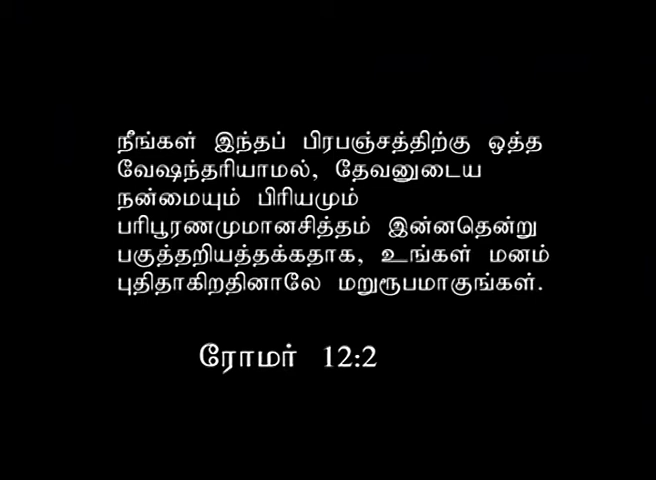 நீங்கள் இந்தப் பிரபஞ்சத்திற்கு ஒத்த
வேஷந்தரியாமல், தேவனுடைய
நன்மையும் பிரியமும்
பரிபூரணமுமானசித்தம் இன்னதென்று
பகுத்தறியத்தக்கதாக, உங்கள் மனம்
புதிதாகிறதினாலே மறுரூபமாகுங்கள்.
ரோமர் 12:2